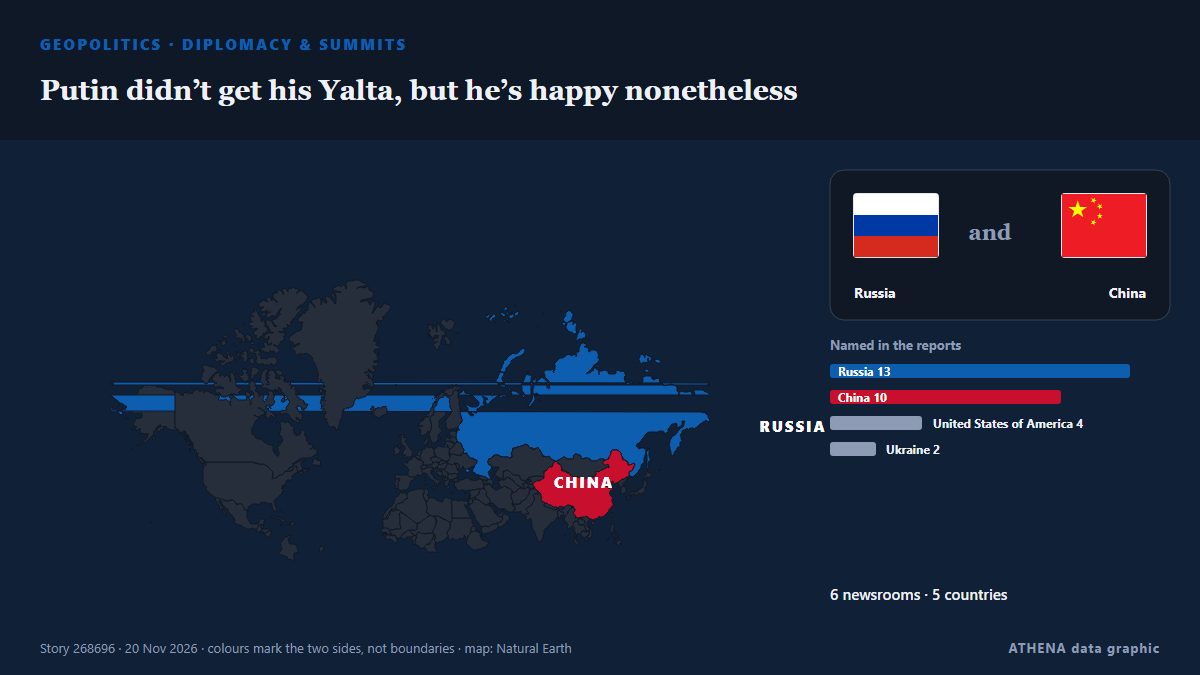 GEOPOLITICS · DIPLOMACY & SUMMITS
Putin didn’t get his Yalta, but he’s happy nonetheless
and
Russia
China
Named in the reports
Russia 13
China 10
United States of America 4
Ukraine 2
RUSSIA
CHINA
6 newsrooms · 5 countries
Story 268696 · 20 Nov 2026 · colours mark the two sides, not boundaries · map: Natural Earth
ATHENA data graphic